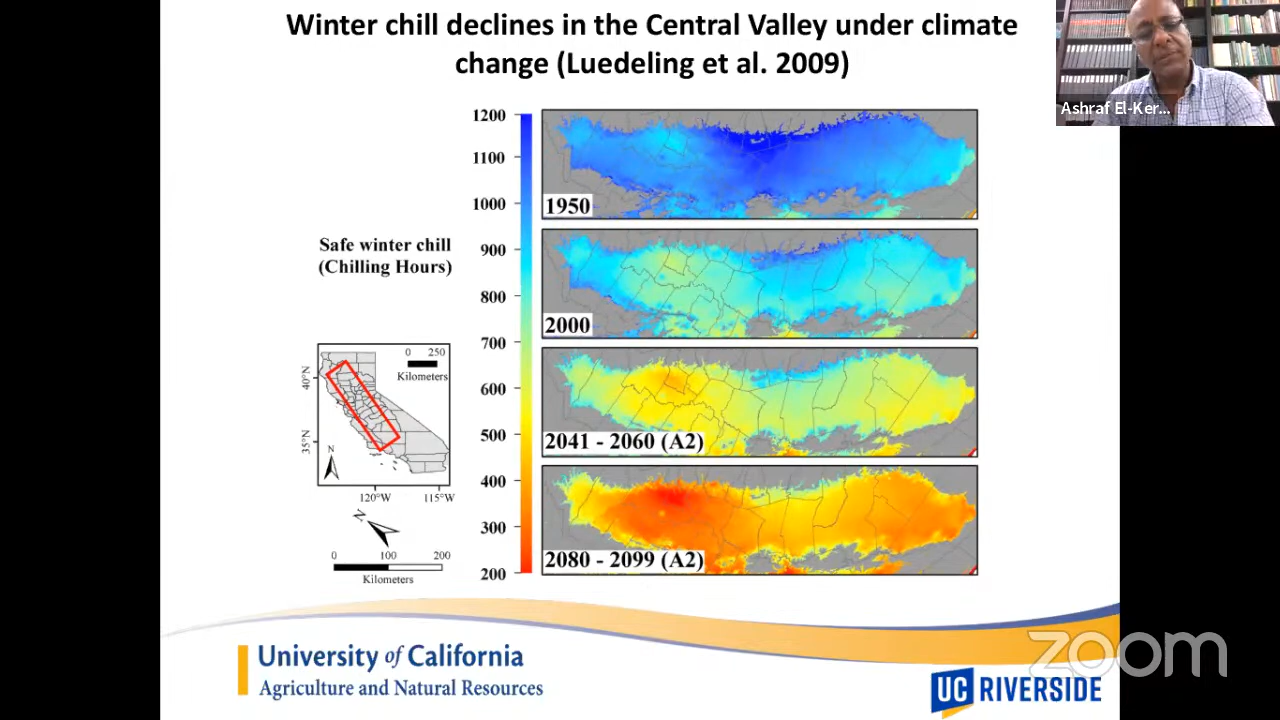 Winter chill declines in the Central Valley under climate
change (Luedeling et al. 2009)
Ashraf El-Ker...
Safe winter chill
(Chilling Hours)
1200
1100
1000
900
800
700
600
500
400
300
200
1950
2000
2041 - 2060 (A2)
2080 - 2099 (A2)
0 250
Kilometers
40°N
35°N
N
120°W 115°W
N
0 100 200
Kilometers
University of California
Agriculture and Natural Resources
zoom
UC RIVERSIDE